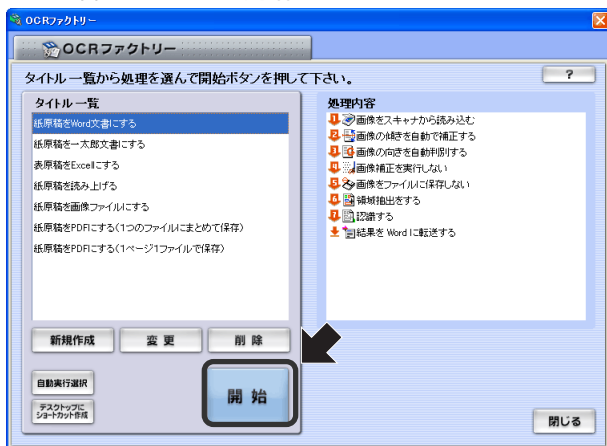 OCRファクトリー
OCRファクトリー
タイトル一覧から処理を選んで開始ボタンを押して下さい。
?
タイトル一覧
紙原稿をWord文書にする
紙原稿を一太郎文書にする
表原稿をExcelにする
紙原稿を読み上げる
紙原稿を画像ファイルにする
紙原稿をPDFにする(1つのファイルにまとめて保存)
紙原稿をPDFにする(1ページ1ファイルで保存)
処理内容
1 画像をスキャナから読み込む
2 画像の傾きを自動で補正する
3 画像の向きを自動判別する
4 画像補正を実行しない
5 画像をファイルに保存しない
6 領域抽出をする
7 認識する
結果を Word に転送する
新規作成
変 更
削 除
自動実行選択
デスクトップに
ショートカット作成
開 始
閉じる